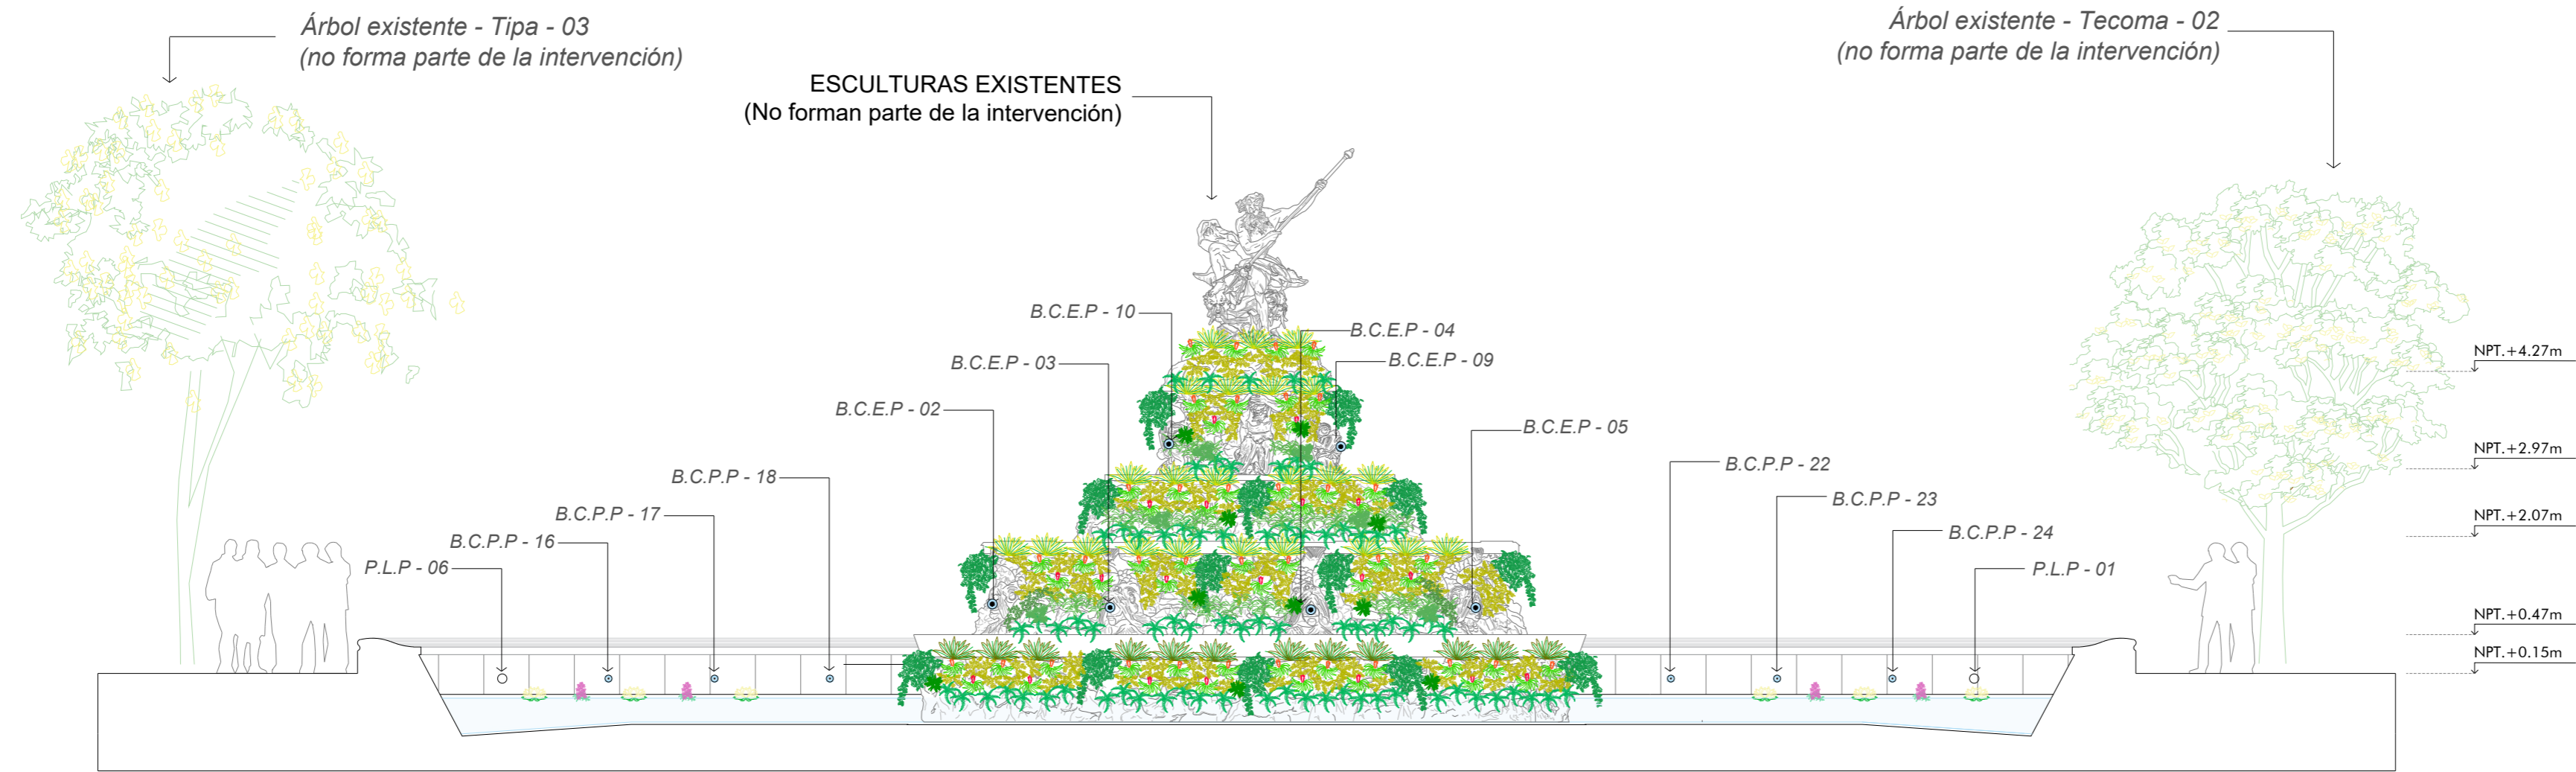 Árbol existente - Tipa - 03
(no forma parte de la intervención)
Árbol existente - Tecoma - 02
(no forma parte de la intervención)
ESCULTURAS EXISTENTES
(No forman parte de la intervención)
B.C.E.P - 10
B.C.E.P - 04
B.C.E.P - 03
B.C.E.P - 09
B.C.E.P - 02
B.C.E.P - 05
B.C.P.P - 18
B.C.P.P - 22
B.C.P.P - 17
B.C.P.P - 23
B.C.P.P - 16
B.C.P.P - 24
P.L.P - 06
P.L.P - 01
NPT.+4.27m
NPT.+2.97m
NPT.+2.07m
NPT.+0.47m
NPT.+0.15m